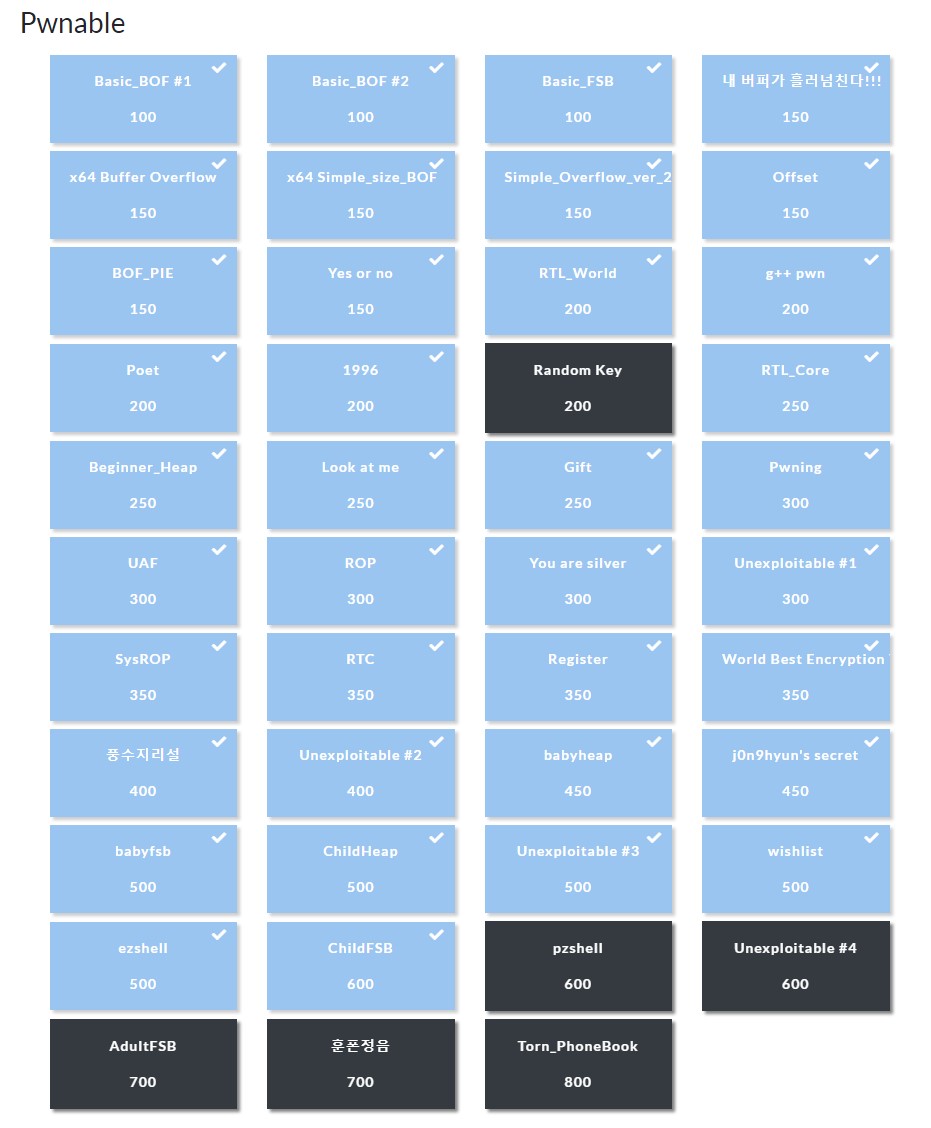 Pwnable
Basic_BOF #1
100
Basic_BOF #2
100
Basic_FSB
100
내 버퍼가 흘러넘친다!!!
150
x64 Buffer Overflow
150
x64 Simple_size_BOF
150
Simple_Overflow_ver_2
150
Offset
150
BOF_PIE
150
Yes or no
150
RTL_World
200
g++ pwn
200
Poet
200
1996
200
Random Key
200
RTL_Core
250
Beginner_Heap
250
Look at me
250
Gift
250
Pwning
300
UAF
300
ROP
300
You are silver
300
Unexploitable #1
300
SysROP
350
RTC
350
Register
350
World Best Encryption
350
풍수지리설
400
Unexploitable #2
400
babyheap
450
j0n9hyun's secret
450
babyfsb
500
ChildHeap
500
Unexploitable #3
500
wishlist
500
ezshell
500
ChildFSB
600
pzshell
600
Unexploitable #4
600
AdultFSB
700
훈폰정음
700
Torn_PhoneBook
800